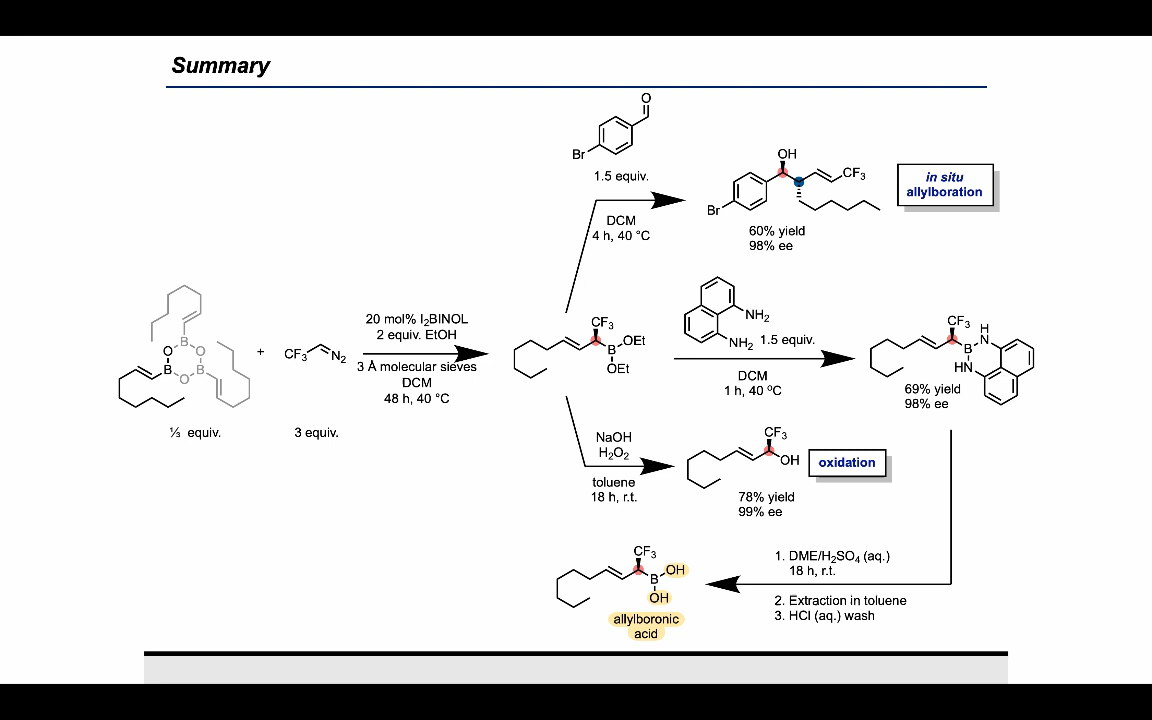 Summary
O
Br
1.5 equiv.
DCM
4 h, 40 °C
OH
CF3
Br
60% yield
98% ee
in situ
allylboration
B
O
O
B
O
B
⅓ equiv.
+
CF3
N2
3 equiv.
20 mol% I2BINOL
2 equiv. EtOH
3 Å molecular sieves
DCM
48 h, 40 °C
CF3
B
OEt
OEt
NH2
NH2
1.5 equiv.
DCM
1 h, 40 ºC
CF3
H
N
B
HN
69% yield
98% ee
NaOH
H2O2
toluene
18 h, r.t.
CF3
OH
78% yield
99% ee
oxidation
1. DME/H2SO4 (aq.)
18 h, r.t.
2. Extraction in toluene
3. HCl (aq.) wash
CF3
B
OH
OH
allylboronic
acid